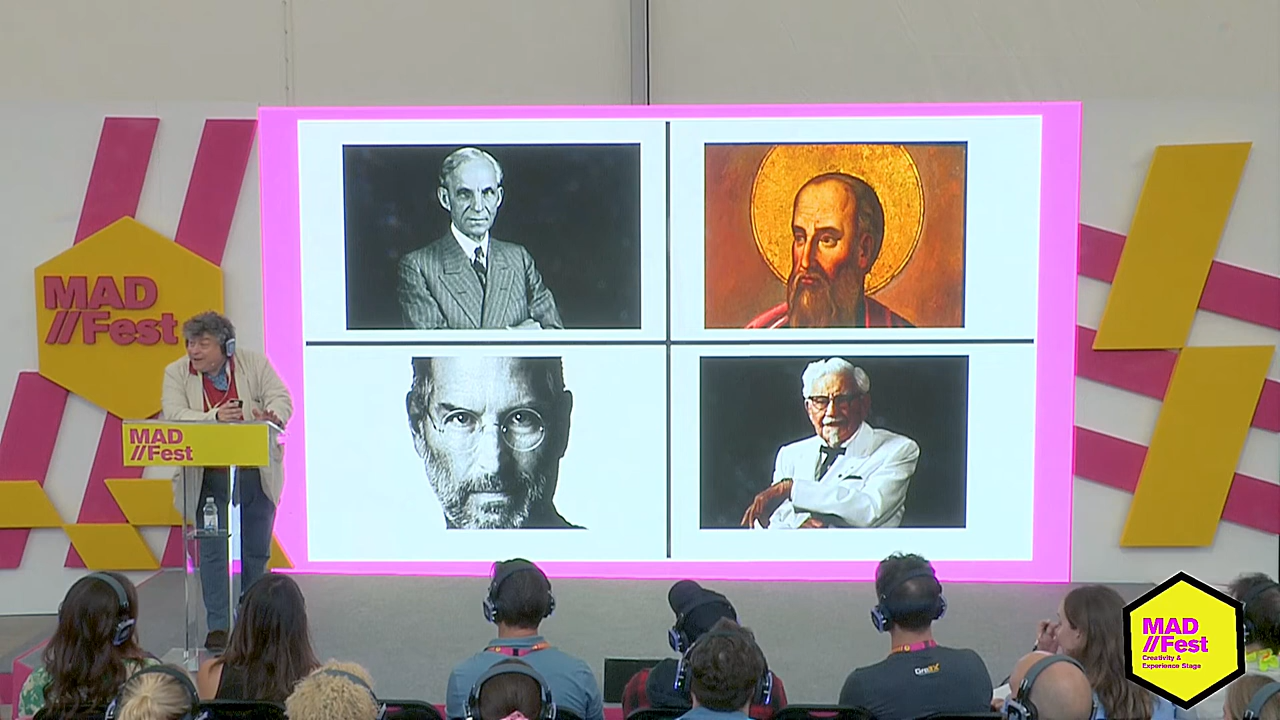 MAD
//Fest
MAD
//Fest
MAD
//Fest
Creativity &
Experience Stage